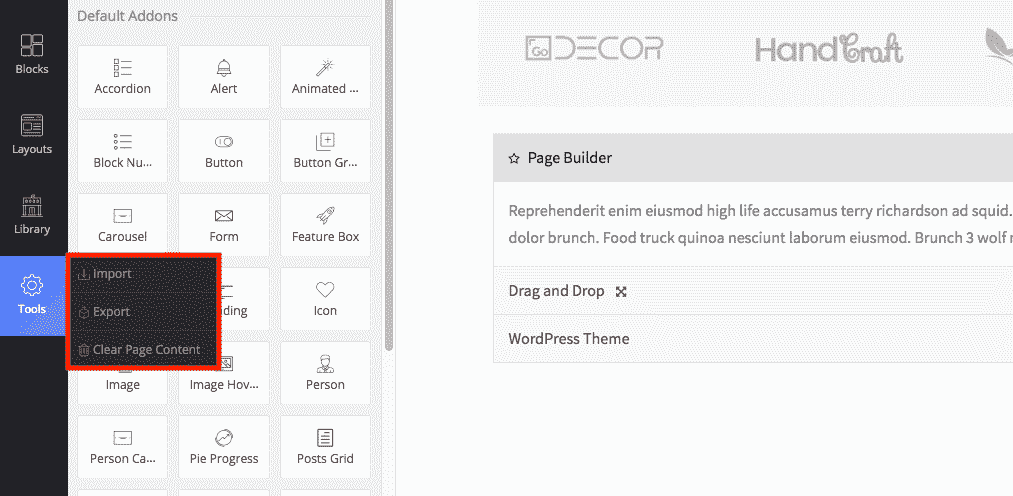 Default Addons
Blocks
Layouts
Library
Tools
Accordion
Alert
Animated ...
Block Nu...
Button
Button Gr...
Carousel
Form
Feature Box
Import
Export
Clear Page Content
ding
Icon
Image
Image Hov...
Person
Person Ca...
Pie Progress
Posts Grid
Go DECOR
HandCraft
Page Builder
Reprehenderit enim eiusmod high life accusamus terry richardson ad squid.
dolor brunch. Food truck quinoa nesciunt laborum eiusmod. Brunch 3 wolf
Drag and Drop
WordPress Theme